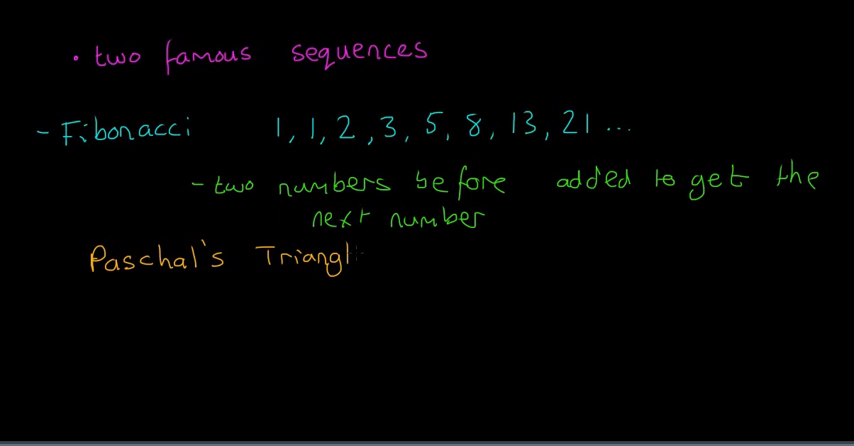 • two famous sequences
- Fibonacci 1, 1, 2, 3, 5, 8, 13, 21 ...
- two numbers before added to get the
next number
Paschal's Triangl